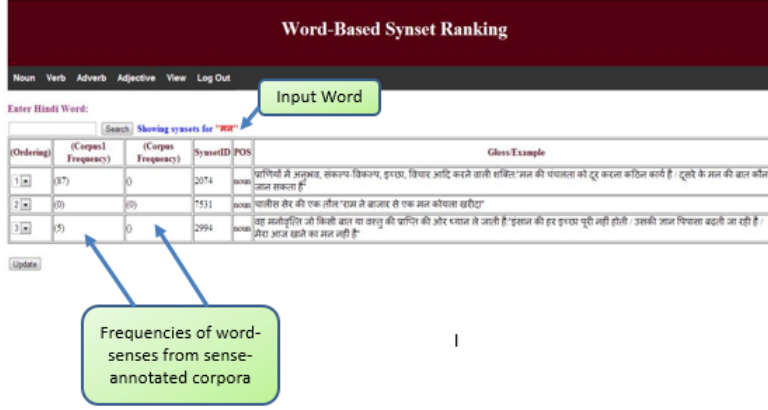 Word-Based Synset Ranking
Noun Verb Adverb Adjective View Log Out
Input Word
Enter Hindi Word:
Search Showing synsets for "मन"
(Ordering) (Corpus1 Frequency) (Corpus Frequency) SynsetID POS Gloss/Example
1 (87) () 2074 noun प्राणियों में अनुभव, संकल्प-विकल्प, इच्छा, विचार आदि करने वाली शक्ति:"मन की चंचलता को दूर करना कठिन कार्य है / दूसरे के मन की बात कौन
जान सकता है"
2 (0) (0) 7531 noun चालीस सेर की एक तौल:"राम ने बाजार से एक मन कोयला खरीदा"
3 (5) () 2994 noun वह मनोवृत्ति जो किसी बात या वस्तु की प्राप्ति की ओर ध्यान ले जाती है:"इंसान की हर इच्छा पूरी नहीं होती / उसकी ज्ञान पिपासा बढ़ती जा रही है /
मेरा आज खाने का मन नहीं है"
Update
Frequencies of word-
senses from sense-
annotated corpora